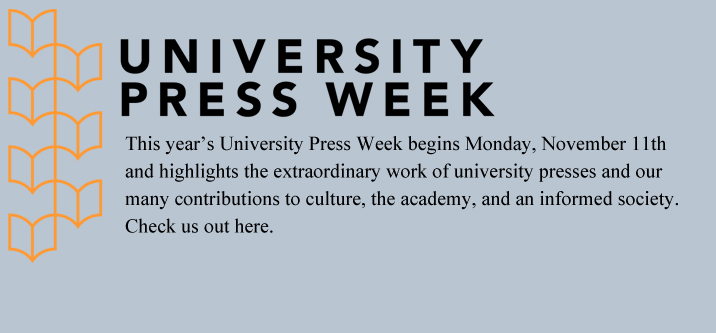 UNIVERSITY
PRESS WEEK
This year’s University Press Week begins Monday, November 11th
and highlights the extraordinary work of university presses and our
many contributions to culture, the academy, and an informed society.
Check us out here.